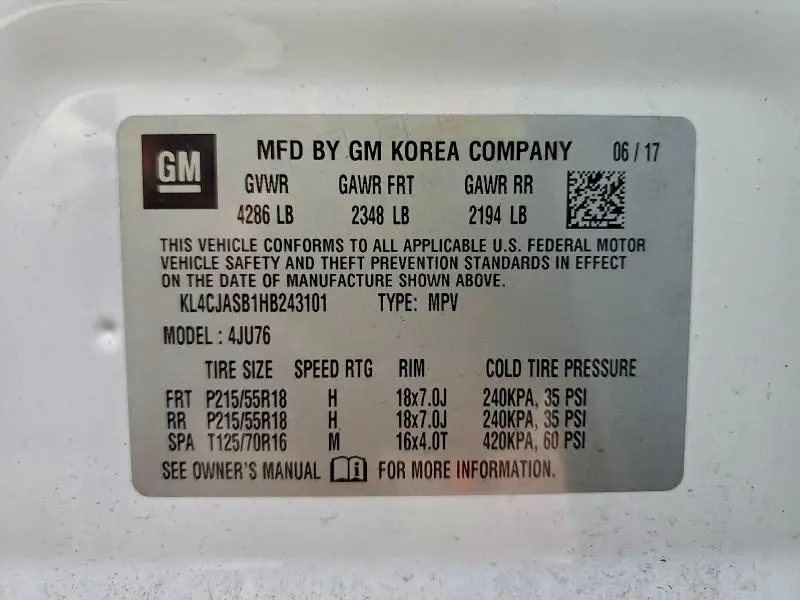 GM MFD BY GM KOREA COMPANY 06 / 17
GVWR GAWR FRT GAWR RR
4286 LB 2348 LB 2194 LB
THIS VEHICLE CONFORMS TO ALL APPLICABLE U.S. FEDERAL MOTOR
VEHICLE SAFETY AND THEFT PREVENTION STANDARDS IN EFFECT
ON THE DATE OF MANUFACTURE SHOWN ABOVE.
KL4CJASB1HB243101 TYPE: MPV
MODEL : 4JU76
TIRE SIZE SPEED RTG RIM COLD TIRE PRESSURE
FRT P215/55R18 H 18x7.0J 240KPA, 35 PSI
RR P215/55R18 H 18x7.0J 240KPA, 35 PSI
SPA T125/70R16 M 16x4.0T 420KPA, 60 PSI
SEE OWNER'S MANUAL i FOR MORE INFORMATION.